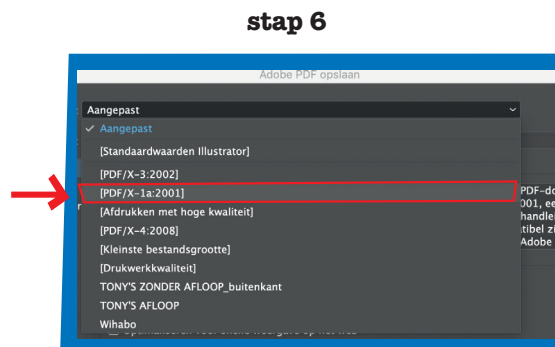 stap 6
Adobe PDF opslaan
Aangepast
Aangepast
[Standaardwaarden Illustrator]
[PDF/X-3:2002]
[PDF/X-1a:2001]
[Afdrukken met hoge kwaliteit]
[PDF/X-4:2008]
[Kleinste bestandsgrootte]
[Drukwerkkwaliteit]
TONY'S ZONDER AFLOOP_buitenkant
TONY'S AFLOOP
Wihabo
PDF-do
001, ee
handlei
tibel zi
Adobe